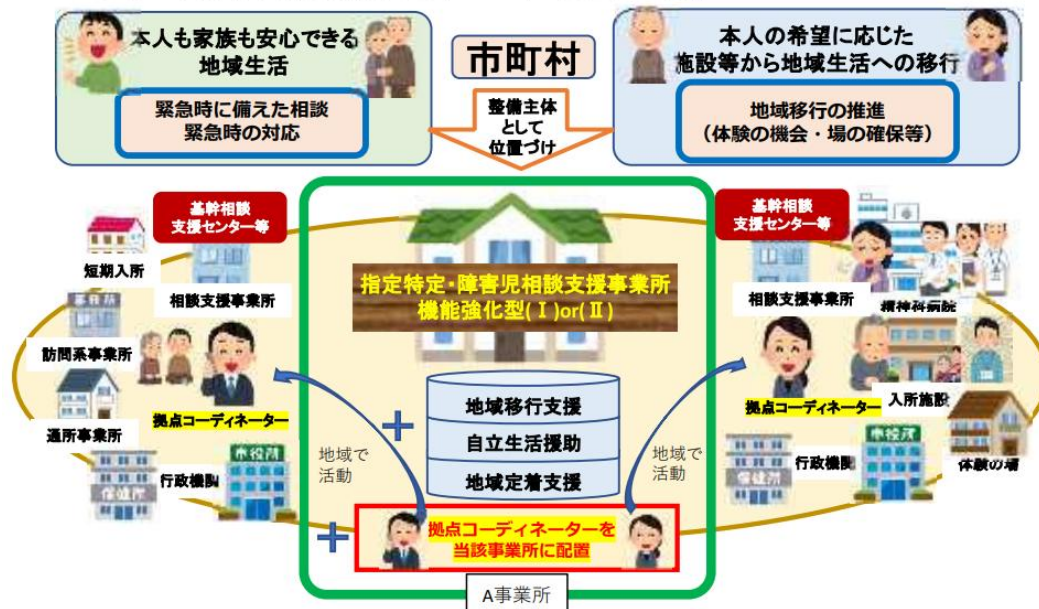 本人も家族も安心できる
地域生活
緊急時に備えた相談
緊急時の対応
市町村
整備主体
として
位置づけ
本人の希望に応じた
施設等から地域生活への移行
地域移行の推進
(体験の機会・場の確保等)
基幹相談
支援センター等
短期入所
相談支援事業所
訪問系事業所
通所事業所
拠点コーディネーター
行政機関
市役所
保健所
地域で
活動
指定特定・障害児相談支援事業所
機能強化型(Ⅰ)or(Ⅱ)
+
地域移行支援
自立生活援助
地域定着支援
+
拠点コーディネーターを
当該事業所に配置
A事業所
地域で
活動
基幹相談
支援センター等
相談支援事業所
精神科病院
拠点コーディネーター
入所施設
行政機関
市役所
保健所
体験の場